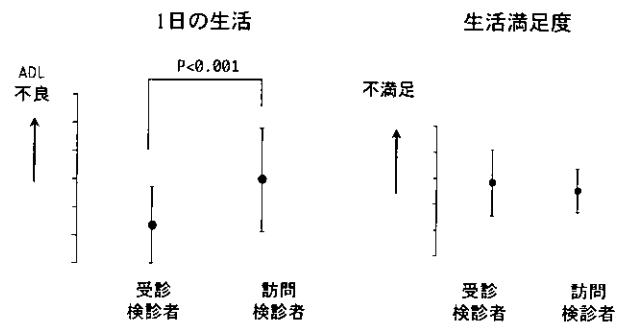 1日の生活
生活満足度
P<0.001
ADL
不良
不満足
受診
検診者
訪問
検診者
受診
検診者
訪問
検診者